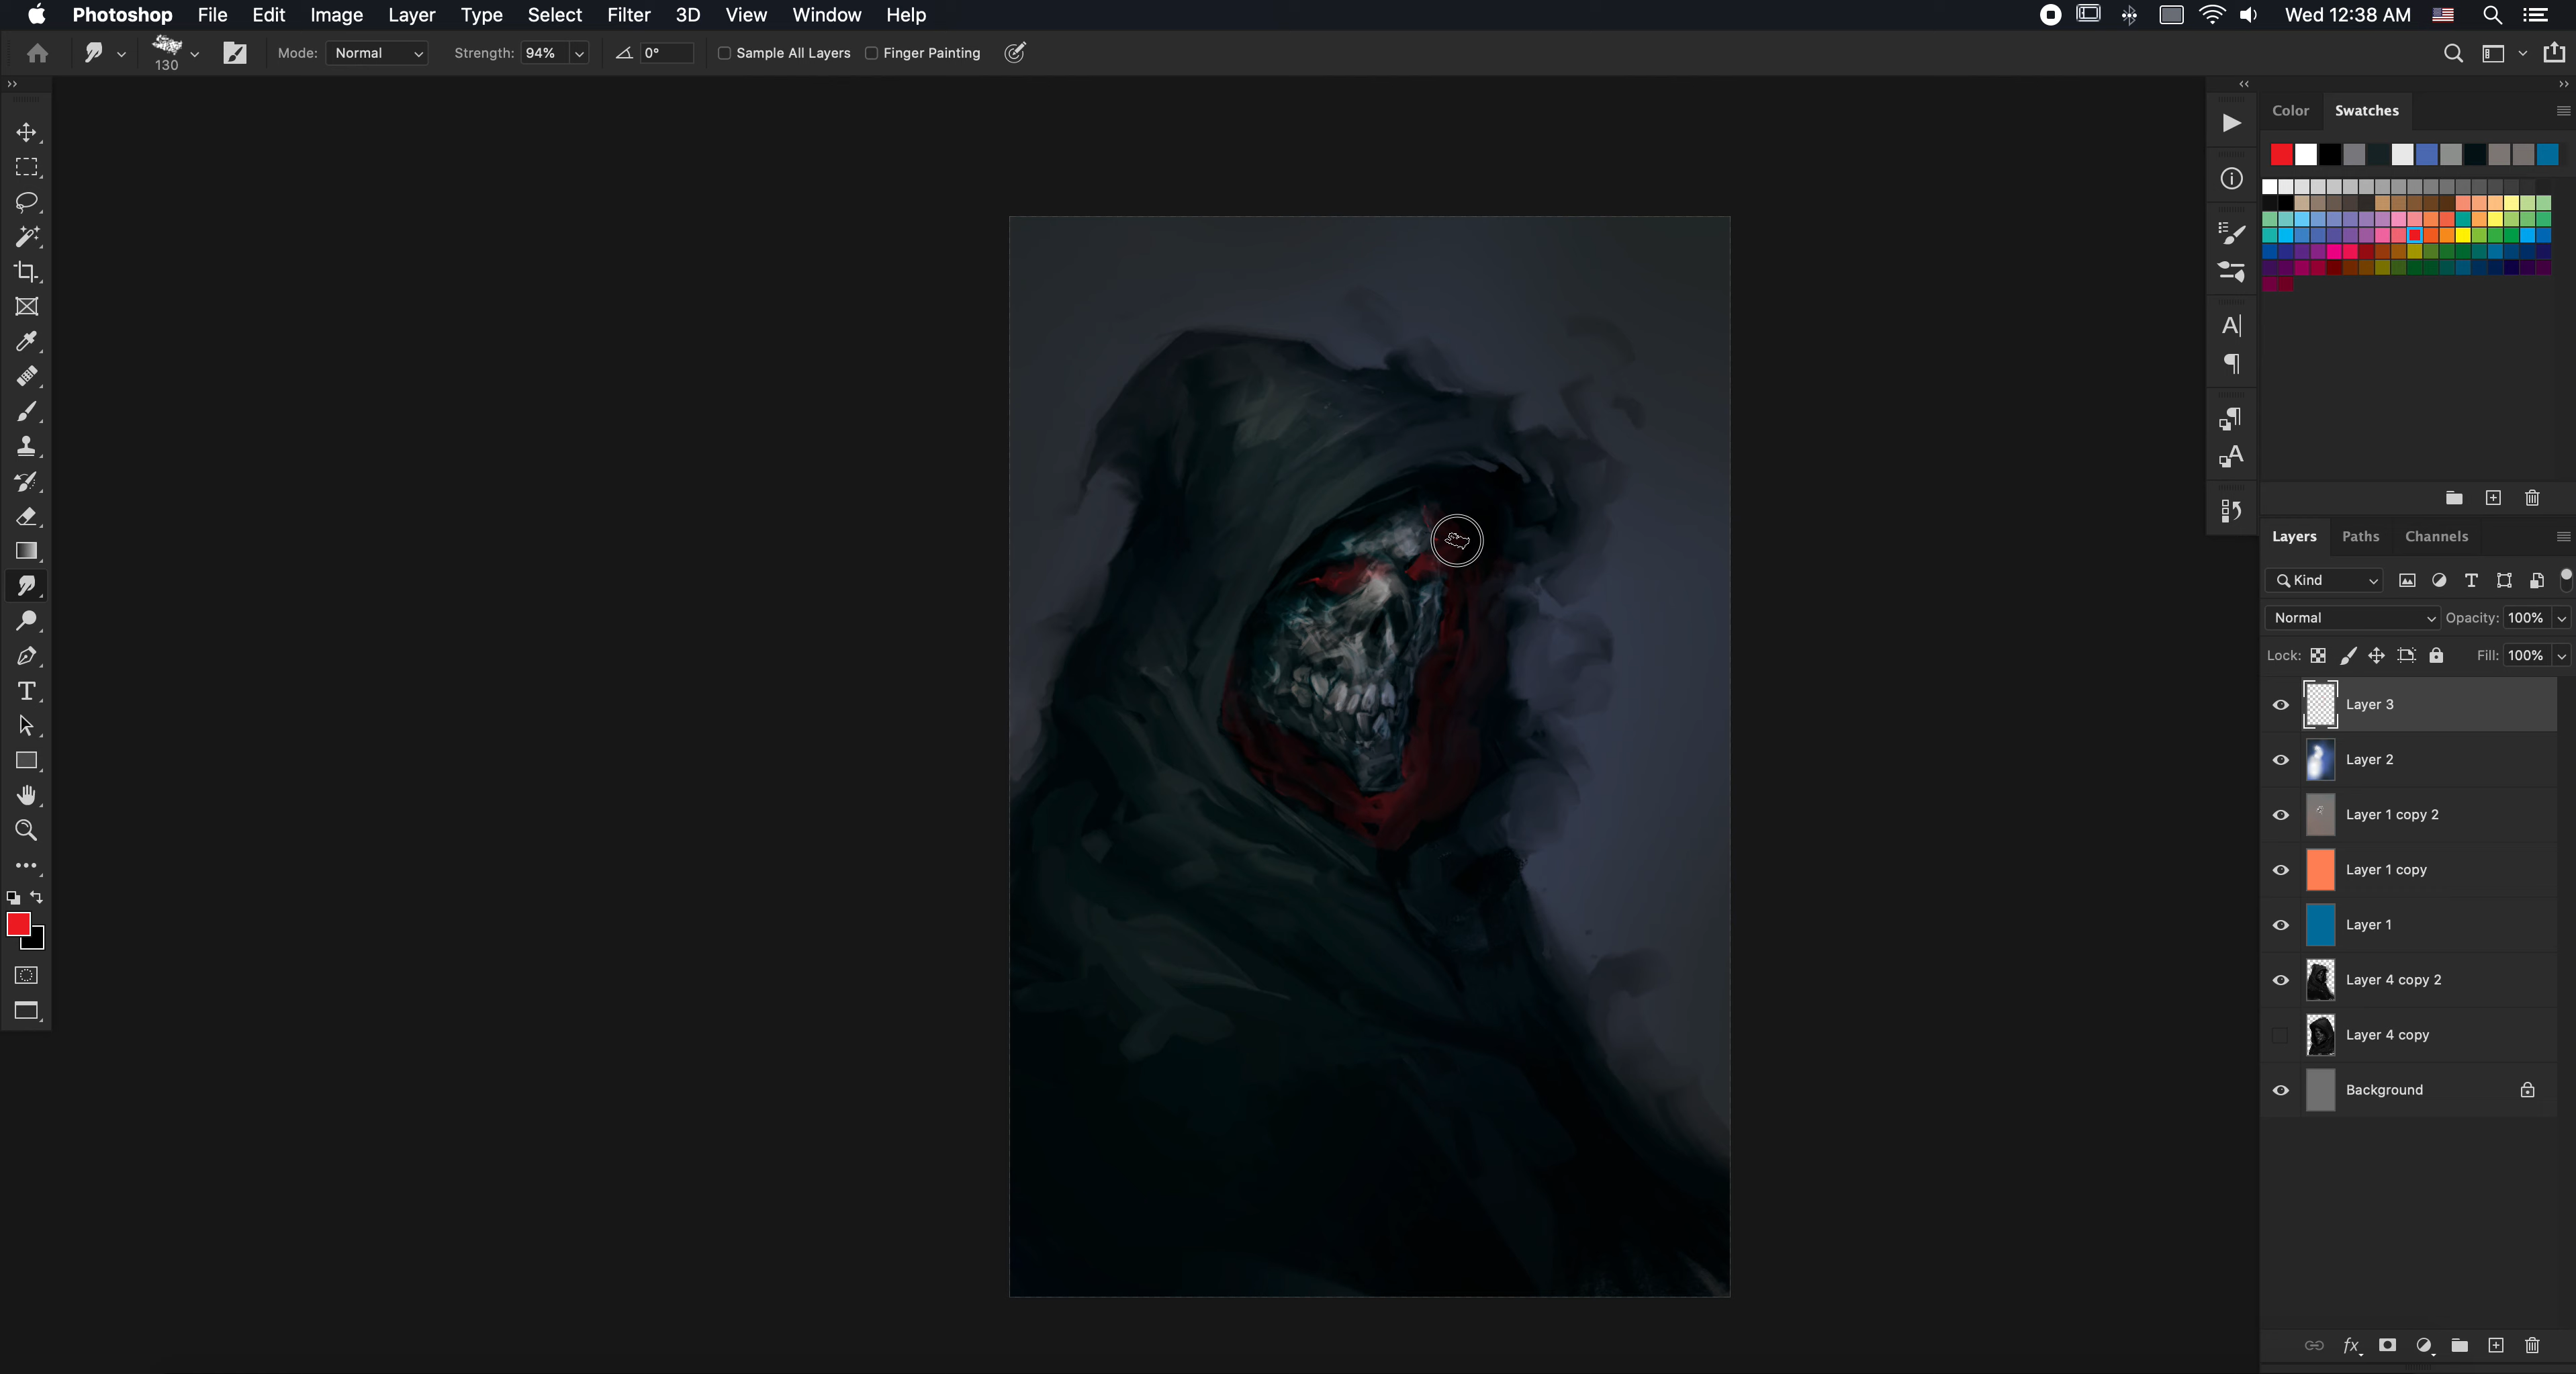 Photoshop File Edit Image Layer Type Select Filter 3D View Window Help Wed 12:38 AM
130 Mode: Normal Strength: 94% 0° Sample All Layers Finger Painting
Color Swatches
Layers Paths Channels
Kind
Normal Opacity: 100%
Lock: Fill: 100%
Layer 3
Layer 2
Layer 1 copy 2
Layer 1 copy
Layer 1
Layer 4 copy 2
Layer 4 copy
Background
fx